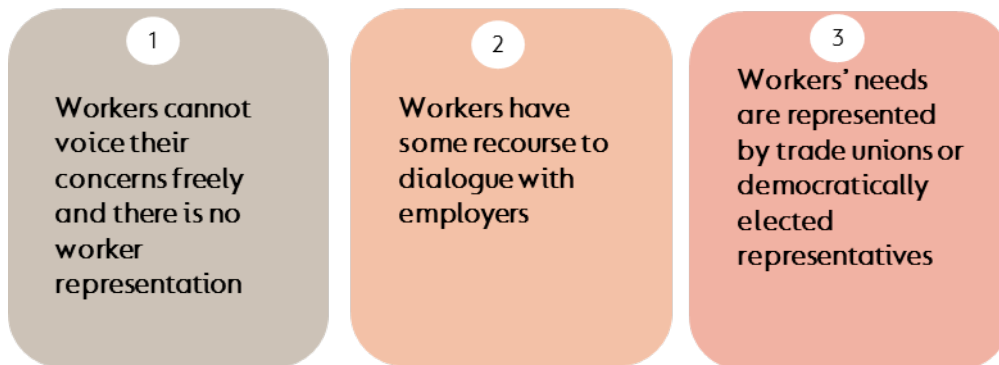 1
Workers cannot
voice their
concerns freely
and there is no
worker
representation
2
Workers have
some recourse to
dialogue with
employers
3
Workers’ needs
are represented
by trade unions or
democratically
elected
representatives